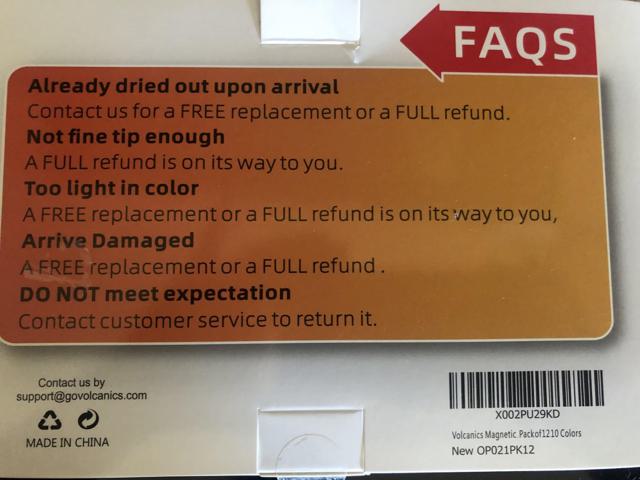 FAQS
Already dried out upon arrival
Contact us for a FREE replacement or a FULL refund.
Not fine tip enough
A FULL refund is on its way to you.
Too light in color
A FREE replacement or a FULL refund is on its way to you,
Arrive Damaged
A FREE replacement or a FULL refund .
DO NOT meet expectation
Contact customer service to return it.
Contact us by
support@govolcanics.com
MADE IN CHINA
X002PU29KD
Volcanics Magnetic Packof1210 Colors
New OP021PK12